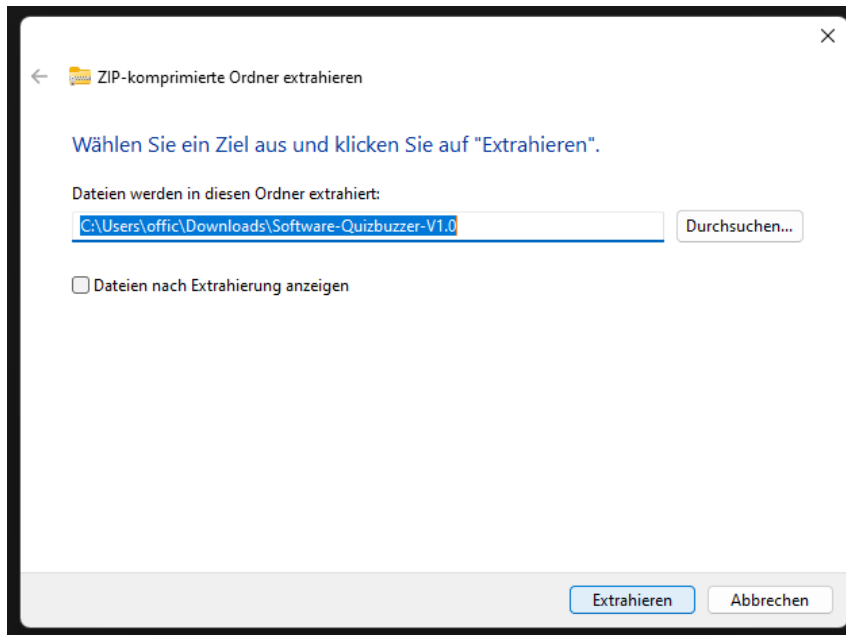 ZIP-komprimierte Ordner extrahieren
Wählen Sie ein Ziel aus und klicken Sie auf "Extrahieren".
Dateien werden in diesen Ordner extrahiert:
C:\Users\offic\Downloads\Software-Quizbuzzer-V1.0
Durchsuchen...
Dateien nach Extrahierung anzeigen
Extrahieren
Abbrechen